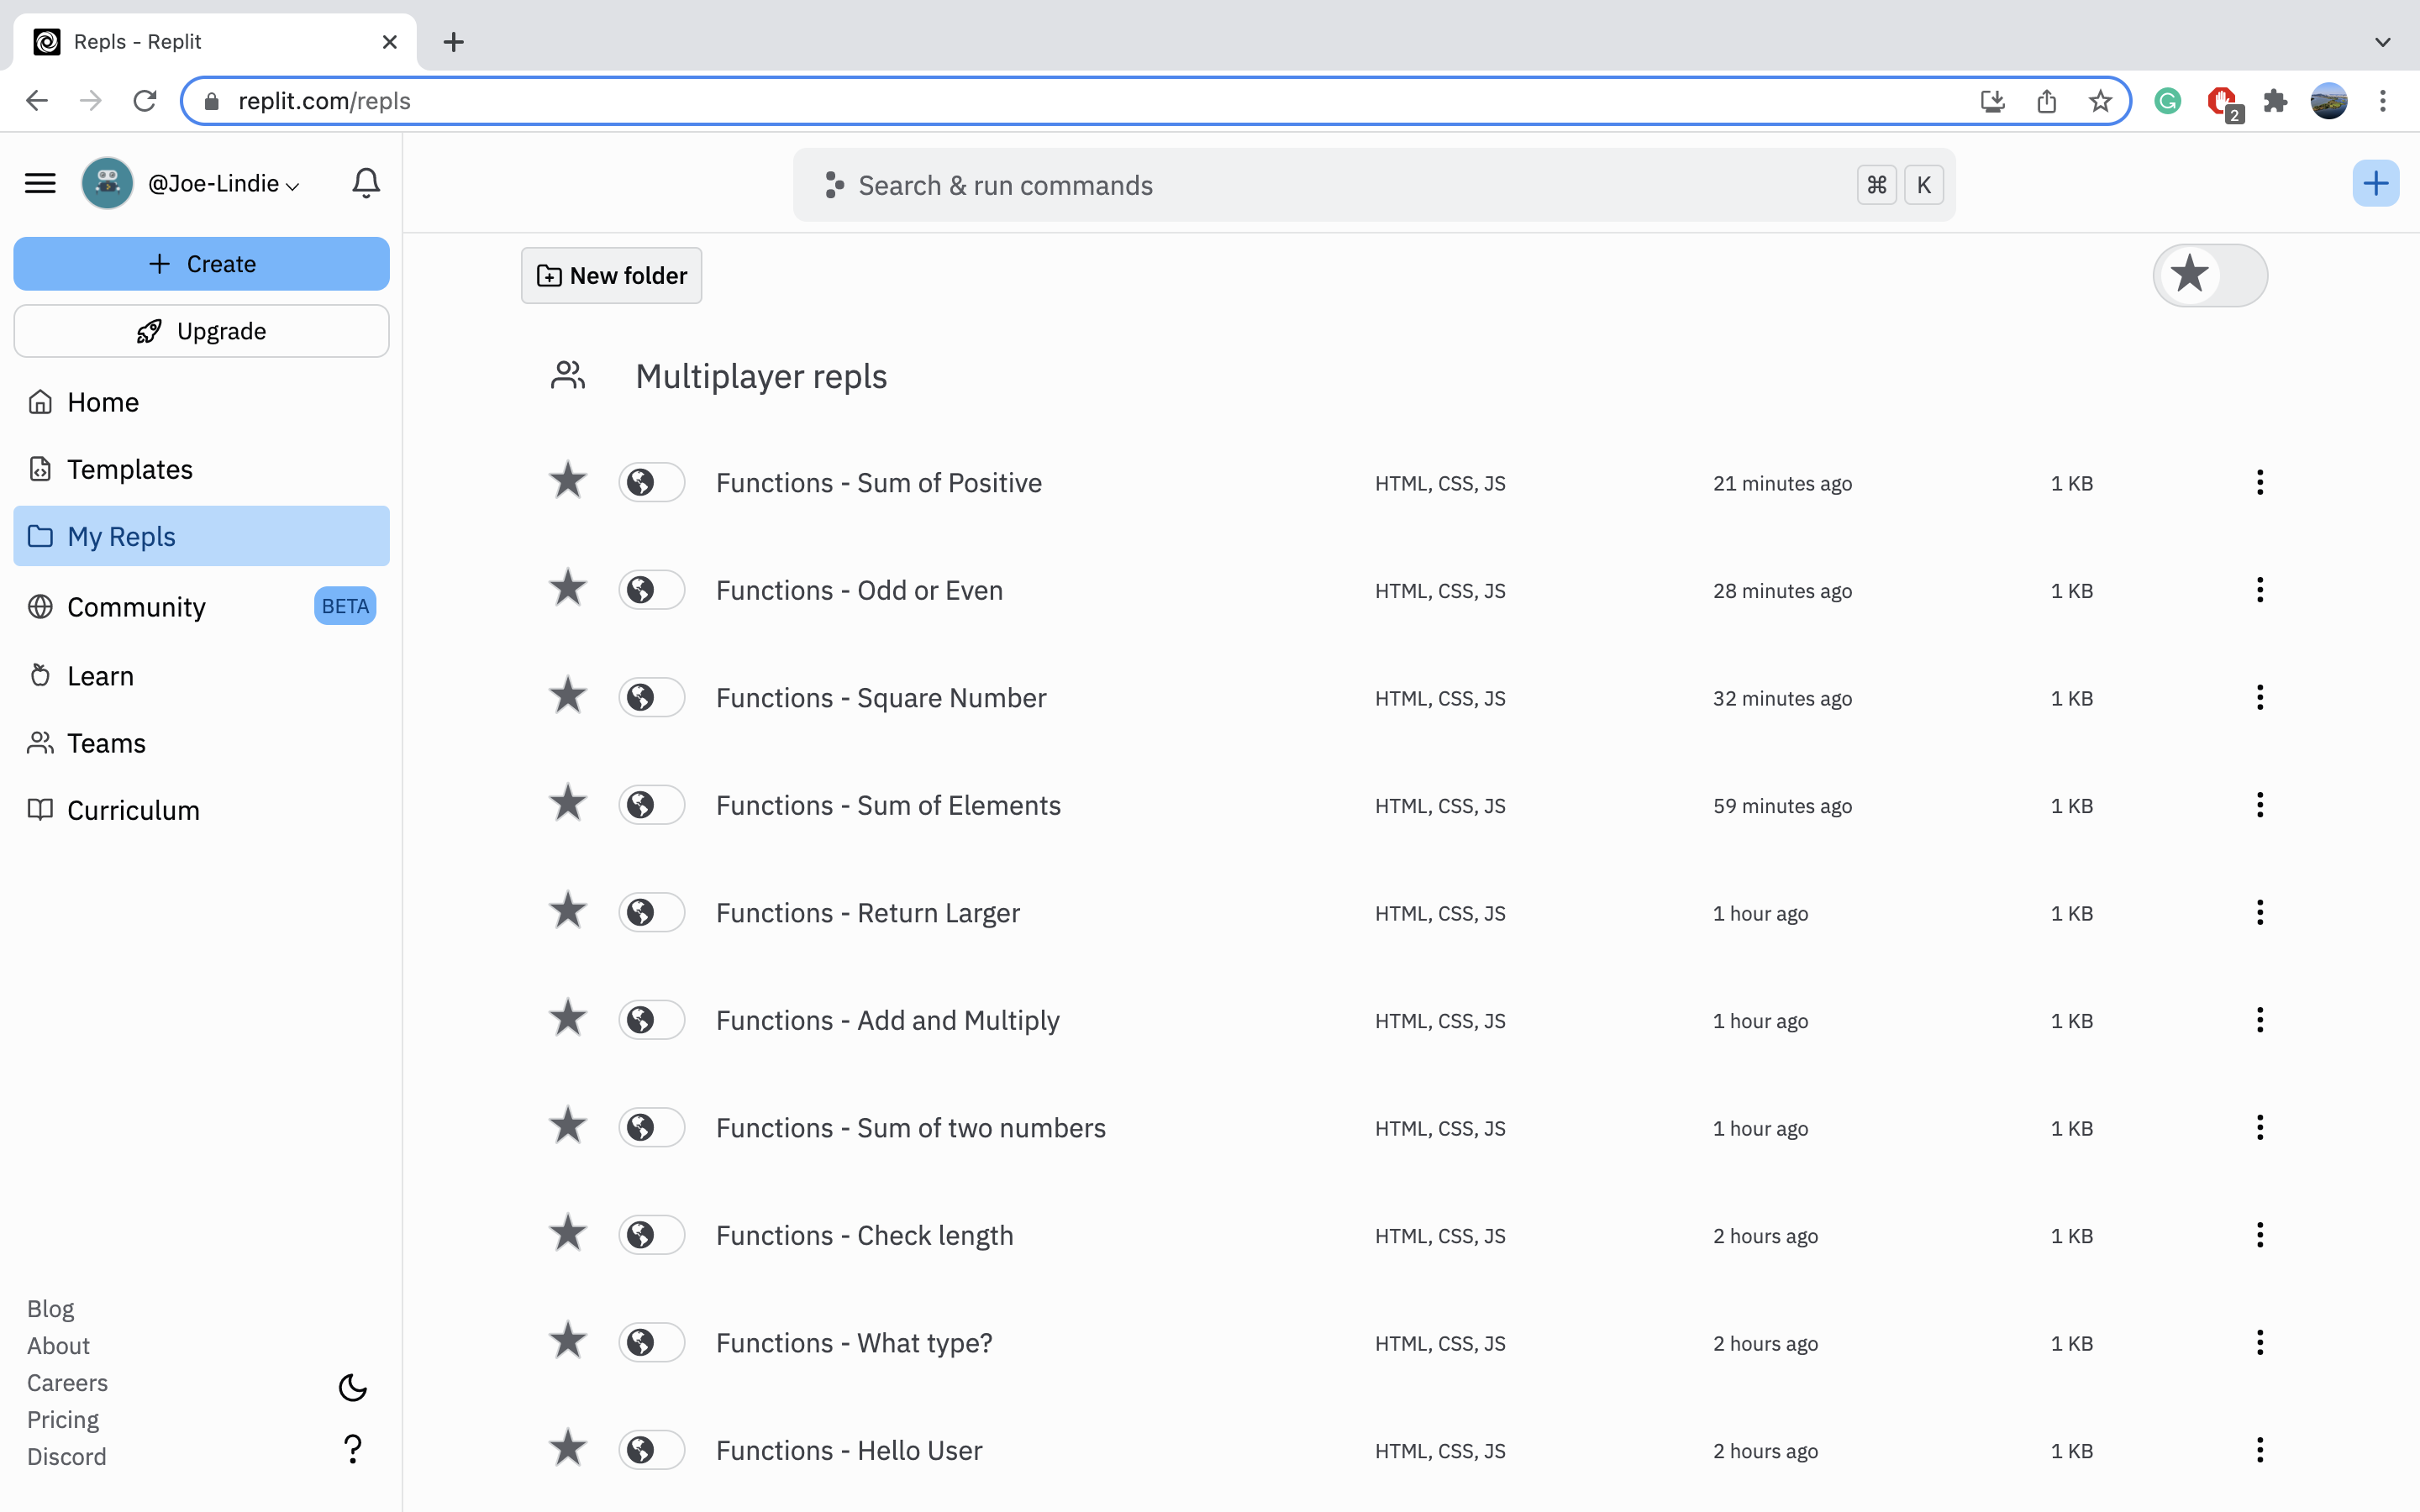 Repls - Replit
replit.com/repls
2
@Joe-Lindie
Search & run commands
⌘ K
Create
Upgrade
Home
Templates
My Repls
Community BETA
Learn
Teams
Curriculum
Blog
About
Careers
Pricing
Discord
New folder
Multiplayer repls
Functions - Sum of Positive HTML, CSS, JS 21 minutes ago 1 KB
Functions - Odd or Even HTML, CSS, JS 28 minutes ago 1 KB
Functions - Square Number HTML, CSS, JS 32 minutes ago 1 KB
Functions - Sum of Elements HTML, CSS, JS 59 minutes ago 1 KB
Functions - Return Larger HTML, CSS, JS 1 hour ago 1 KB
Functions - Add and Multiply HTML, CSS, JS 1 hour ago 1 KB
Functions - Sum of two numbers HTML, CSS, JS 1 hour ago 1 KB
Functions - Check length HTML, CSS, JS 2 hours ago 1 KB
Functions - What type? HTML, CSS, JS 2 hours ago 1 KB
Functions - Hello User HTML, CSS, JS 2 hours ago 1 KB